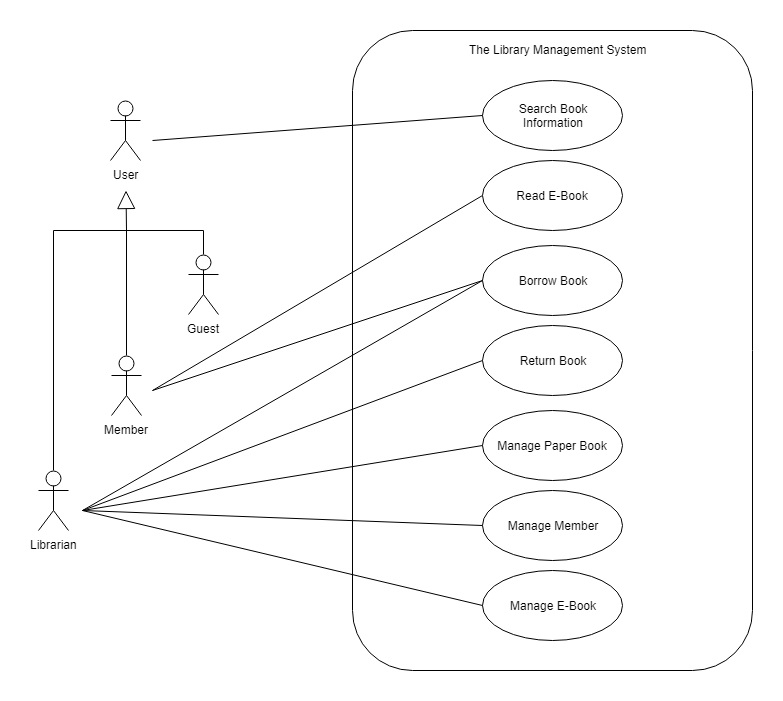 The Library Management System
Search Book
Information
User
Read E-Book
Borrow Book
Guest
Return Book
Member
Manage Paper Book
Manage Member
Librarian
Manage E-Book